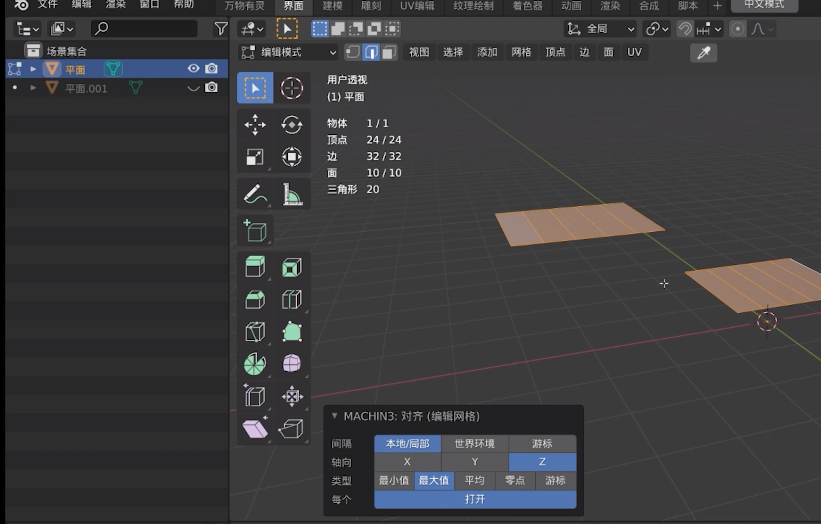 文件 编辑 渲染 窗口 帮助
万物有灵 界面 建模 雕刻 UV编辑 纹理绘制 着色器 动画 渲染 合成 脚本 +
中文模式
全局
场景集合
平面
平面.001
编辑模式 视图 选择 添加 网格 顶点 边 面 UV
用户透视
(1) 平面
物体 1 / 1
顶点 24 / 24
边 32 / 32
面 10 / 10
三角形 20
MACHIN3: 对齐 (编辑网格)
间隔 本地/局部 世界环境 游标
轴向 X Y Z
类型 最小值 最大值 平均 零点 游标
每个 打开